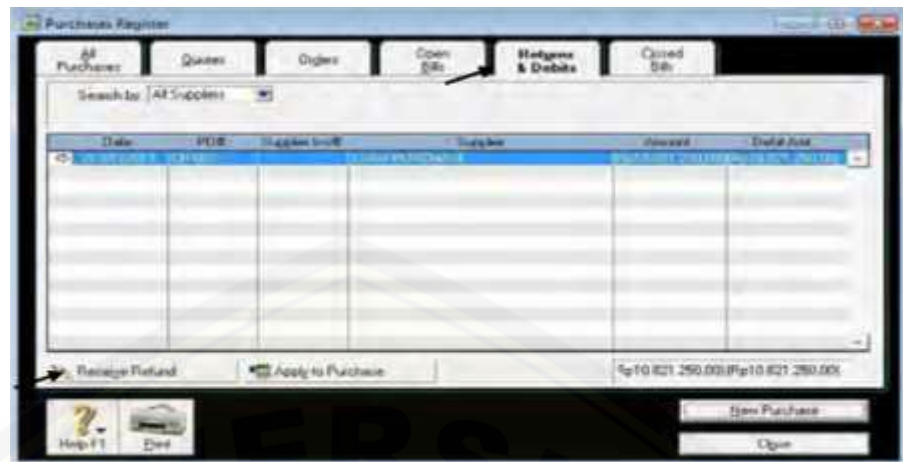 Purchases Register
All Purchases
Quotes
Orders
Open Bills
Returns & Debits
Closed Bills
Search by: All Suppliers
Date PO# Supplier Inv# Supplier Amount Debit Amt
Receive Refund
Apply to Purchase
Rp10.821.250,00
Rp10.821.250,00
New Purchase
Help F1
Print
Close